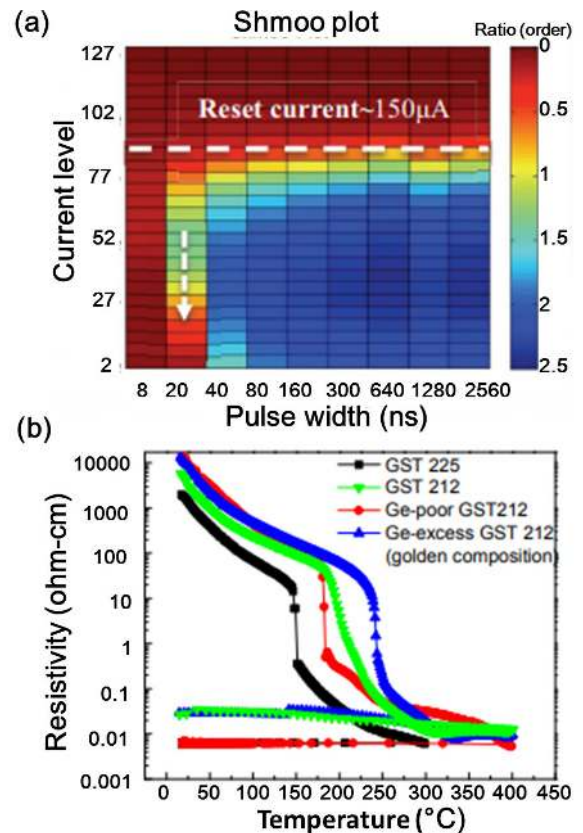 (a)
Shmoo plot
Ratio (order)
127
102
77
52
27
2
Current level
Reset current~150μA
0
0.5
1.0
1.5
2.0
2.5
8 20 40 80 160 300 640 1280 2560
Pulse width (ns)
(b)
10000
1000
100
10
1
0.1
0.01
0.001
Resistivity (ohm-cm)
GST 225
GST 212
Ge-poor GST212
Ge-excess GST 212
(golden composition)
0 50 100 150 200 250 300 350 400 450
Temperature (°C)